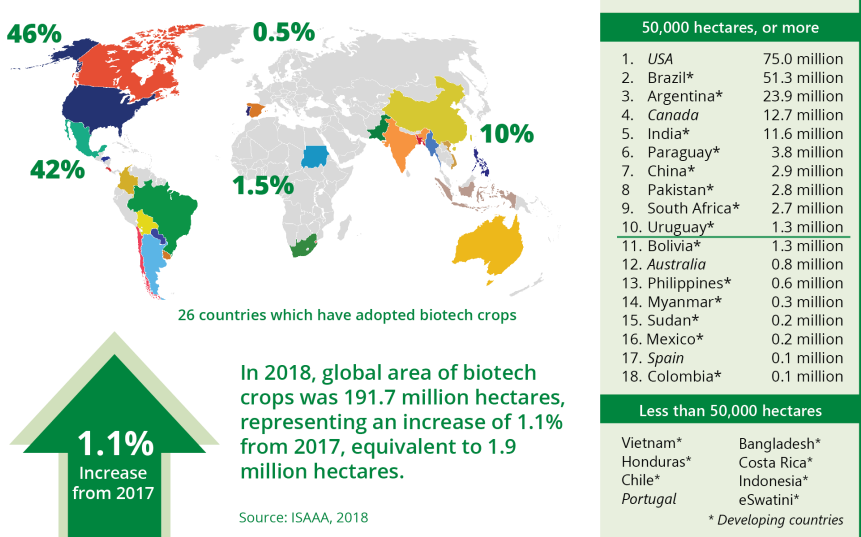 46%
0.5%
10%
42%
1.5%
26 countries which have adopted biotech crops
1.1%
Increase
from 2017
In 2018, global area of biotech
crops was 191.7 million hectares,
representing an increase of 1.1%
from 2017, equivalent to 1.9
million hectares.
Source: ISAAA, 2018
50,000 hectares, or more
1. USA 75.0 million
2. Brazil* 51.3 million
3. Argentina* 23.9 million
4. Canada 12.7 million
5. India* 11.6 million
6. Paraguay* 3.8 million
7. China* 2.9 million
8 Pakistan* 2.8 million
9. South Africa* 2.7 million
10. Uruguay* 1.3 million
11. Bolivia* 1.3 million
12. Australia 0.8 million
13. Philippines* 0.6 million
14. Myanmar* 0.3 million
15. Sudan* 0.2 million
16. Mexico* 0.2 million
17. Spain 0.1 million
18. Colombia* 0.1 million
Less than 50,000 hectares
Vietnam* Bangladesh*
Honduras* Costa Rica*
Chile* Indonesia*
Portugal eSwatini*
* Developing countries